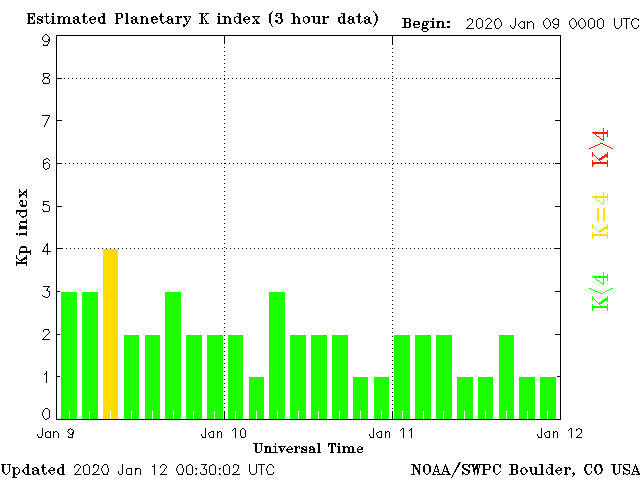 Estimated Planetary K index (3 hour data) Begin: 2020 Jan 09 0000 UTC
9
8
7
6
5
4
3
2
1
0
Kp index
K>4
K=4
K<4
Jan 9 Jan 10 Jan 11 Jan 12
Universal Time
Updated 2020 Jan 12 00:30:02 UTC NOAA/SWPC Boulder, CO USA